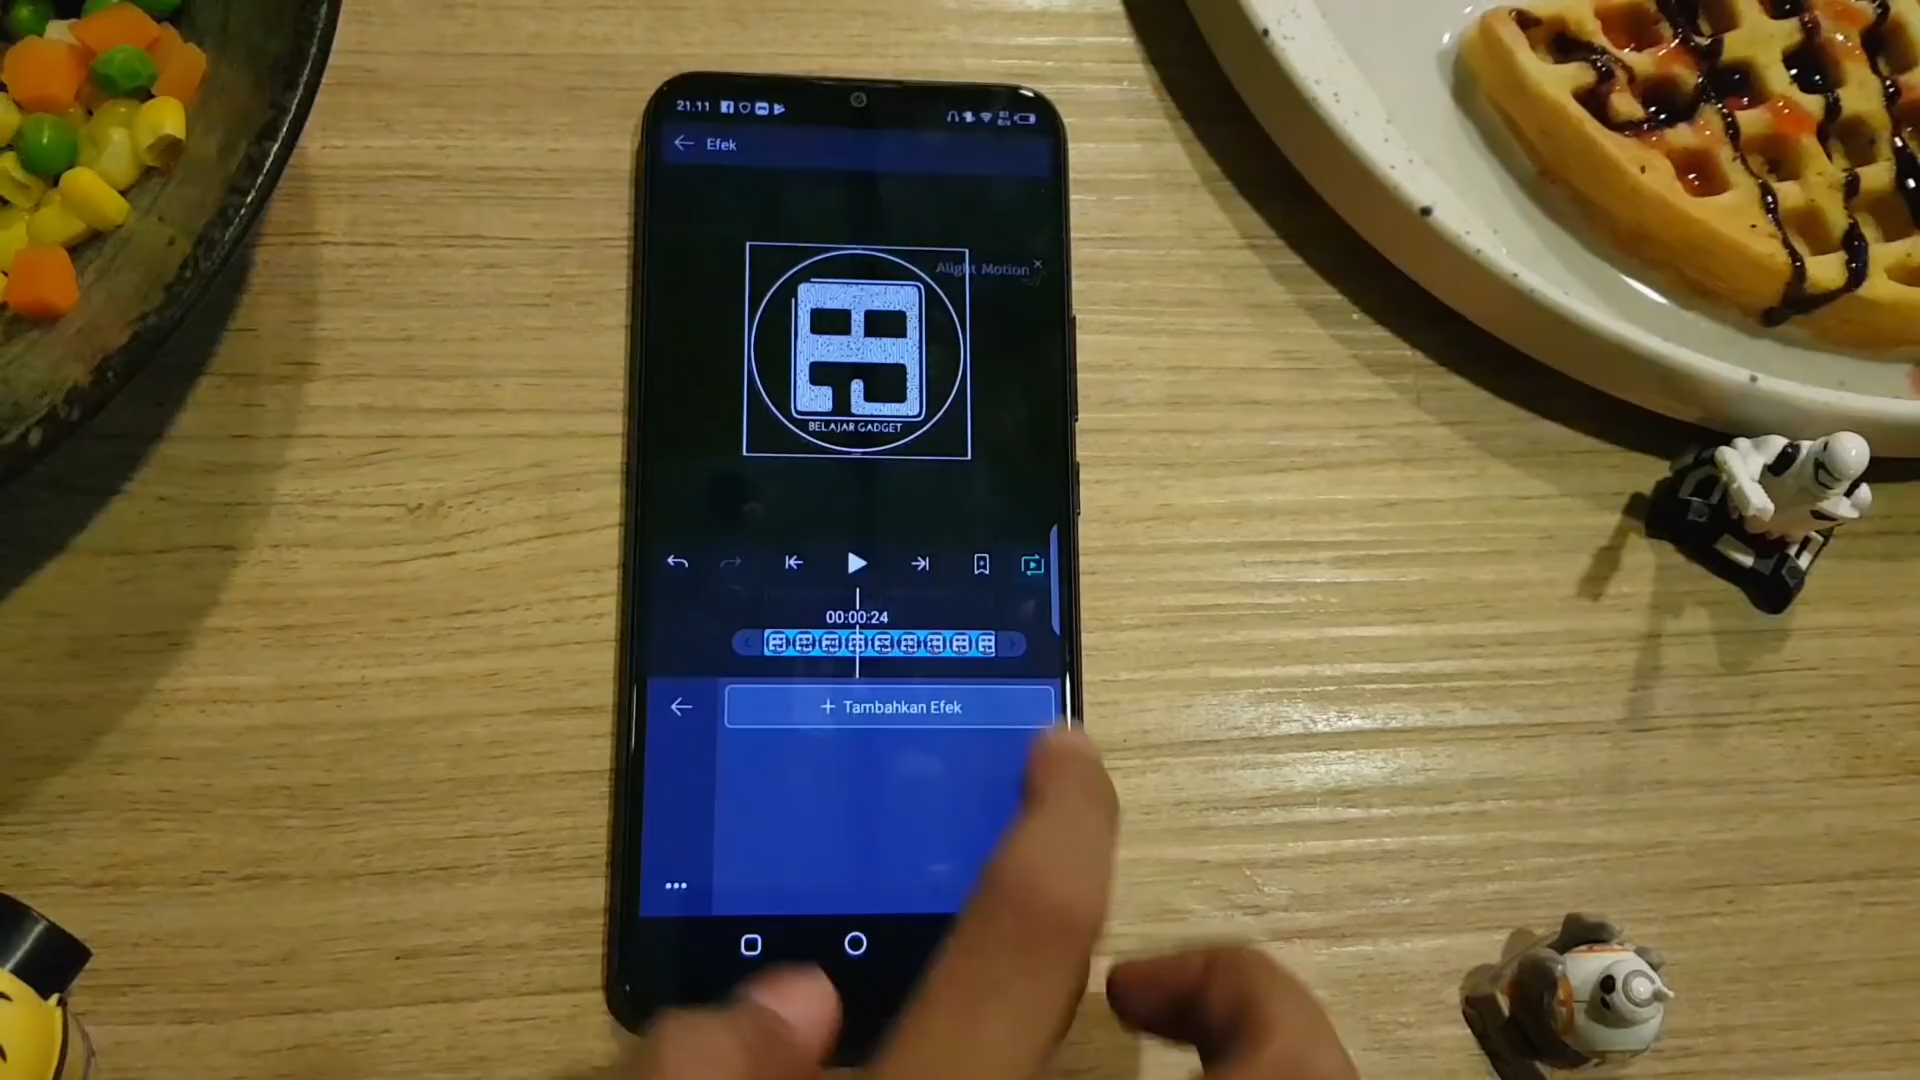 21.11
Efek
Alight Motion
BELAJAR GADGET
00:00:24
+ Tambahkan Efek